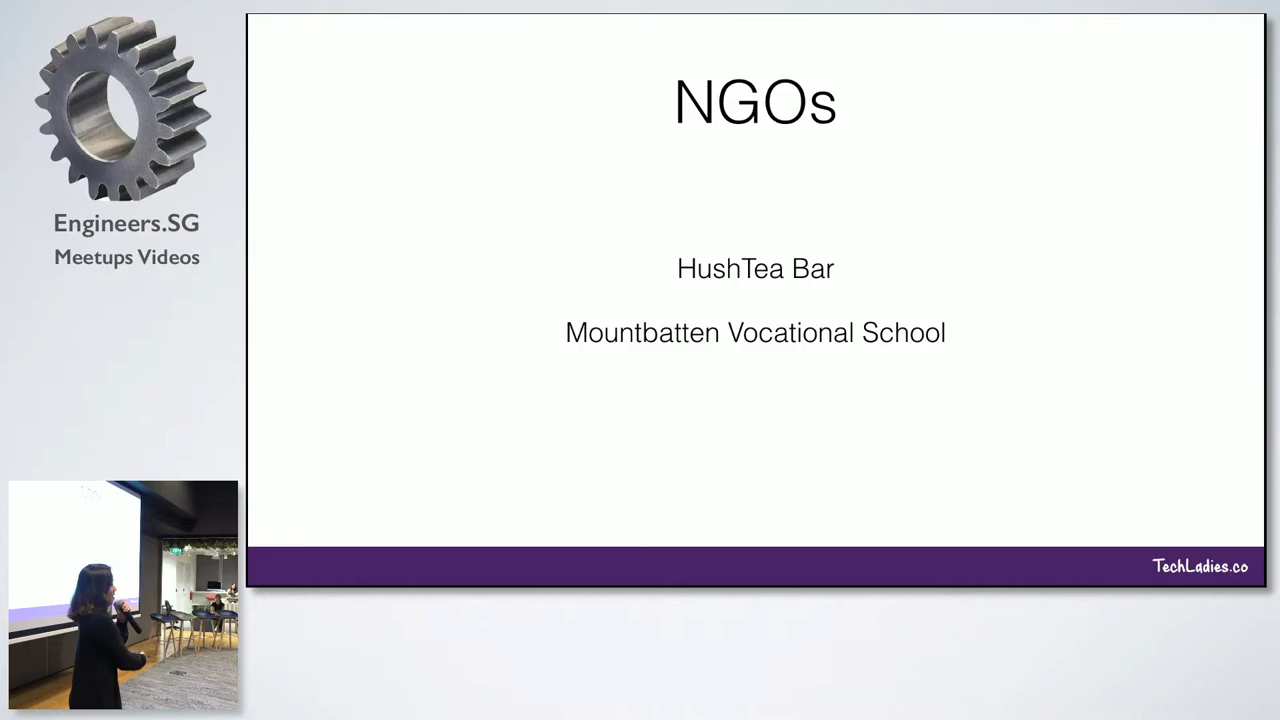 Engineers.SG
Meetups Videos
NGOs
HushTea Bar
Mountbatten Vocational School
TechLadies.co